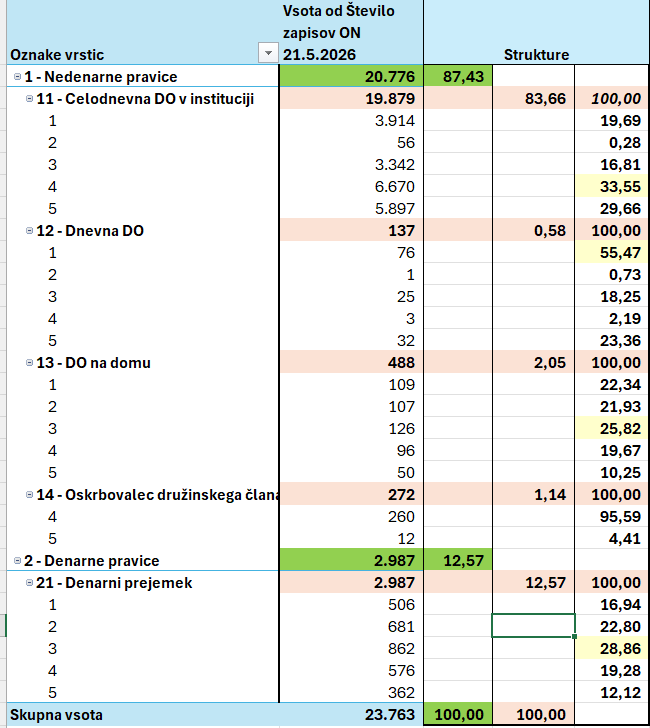 Vsota od Število
zapisov ON
Oznake vrstic 21.5.2026 Strukture
1 - Nedenarne pravice 20.776 87,43
11 - Celodnevna DO v instituciji 19.879 83,66 100,00
1 3.914 19,69
2 56 0,28
3 3.342 16,81
4 6.670 33,55
5 5.897 29,66
12 - Dnevna DO 137 0,58 100,00
1 76 55,47
2 1 0,73
3 25 18,25
4 3 2,19
5 32 23,36
13 - DO na domu 488 2,05 100,00
1 109 22,34
2 107 21,93
3 126 25,82
4 96 19,67
5 50 10,25
14 - Oskrbovalec družinskega člana 272 1,14 100,00
4 260 95,59
5 12 4,41
2 - Denarne pravice 2.987 12,57
21 - Denarni prejemek 2.987 12,57 100,00
1 506 16,94
2 681 22,80
3 862 28,86
4 576 19,28
5 362 12,12
Skupna vsota 23.763 100,00 100,00